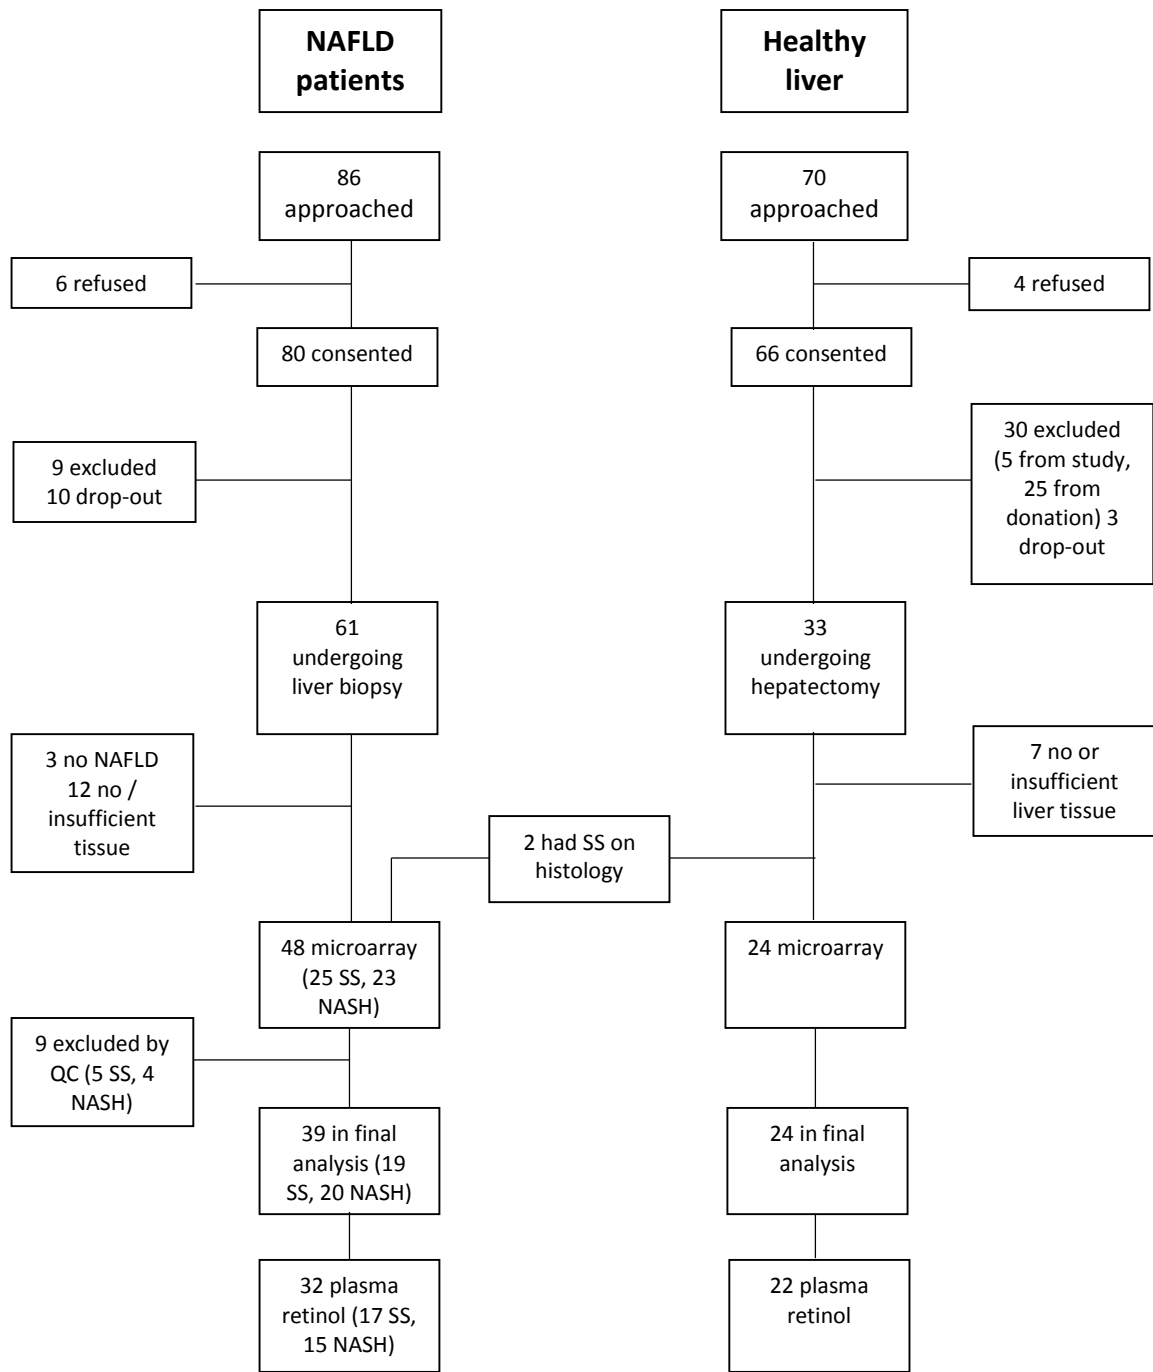 NAFLD
patients
Healthy
liver
86
approached
70
approached
6 refused
4 refused
80 consented
66 consented
9 excluded
10 drop-out
30 excluded
(5 from study,
25 from
donation) 3
drop-out
61
undergoing
liver biopsy
33
undergoing
hepatectomy
3 no NAFLD
12 no /
insufficient
tissue
7 no or
insufficient
liver tissue
2 had SS on
histology
48 microarray
(25 SS, 23
NASH)
24 microarray
9 excluded by
QC (5 SS, 4
NASH)
39 in final
analysis (19
SS, 20 NASH)
24 in final
analysis
32 plasma
retinol (17 SS,
15 NASH)
22 plasma
retinol